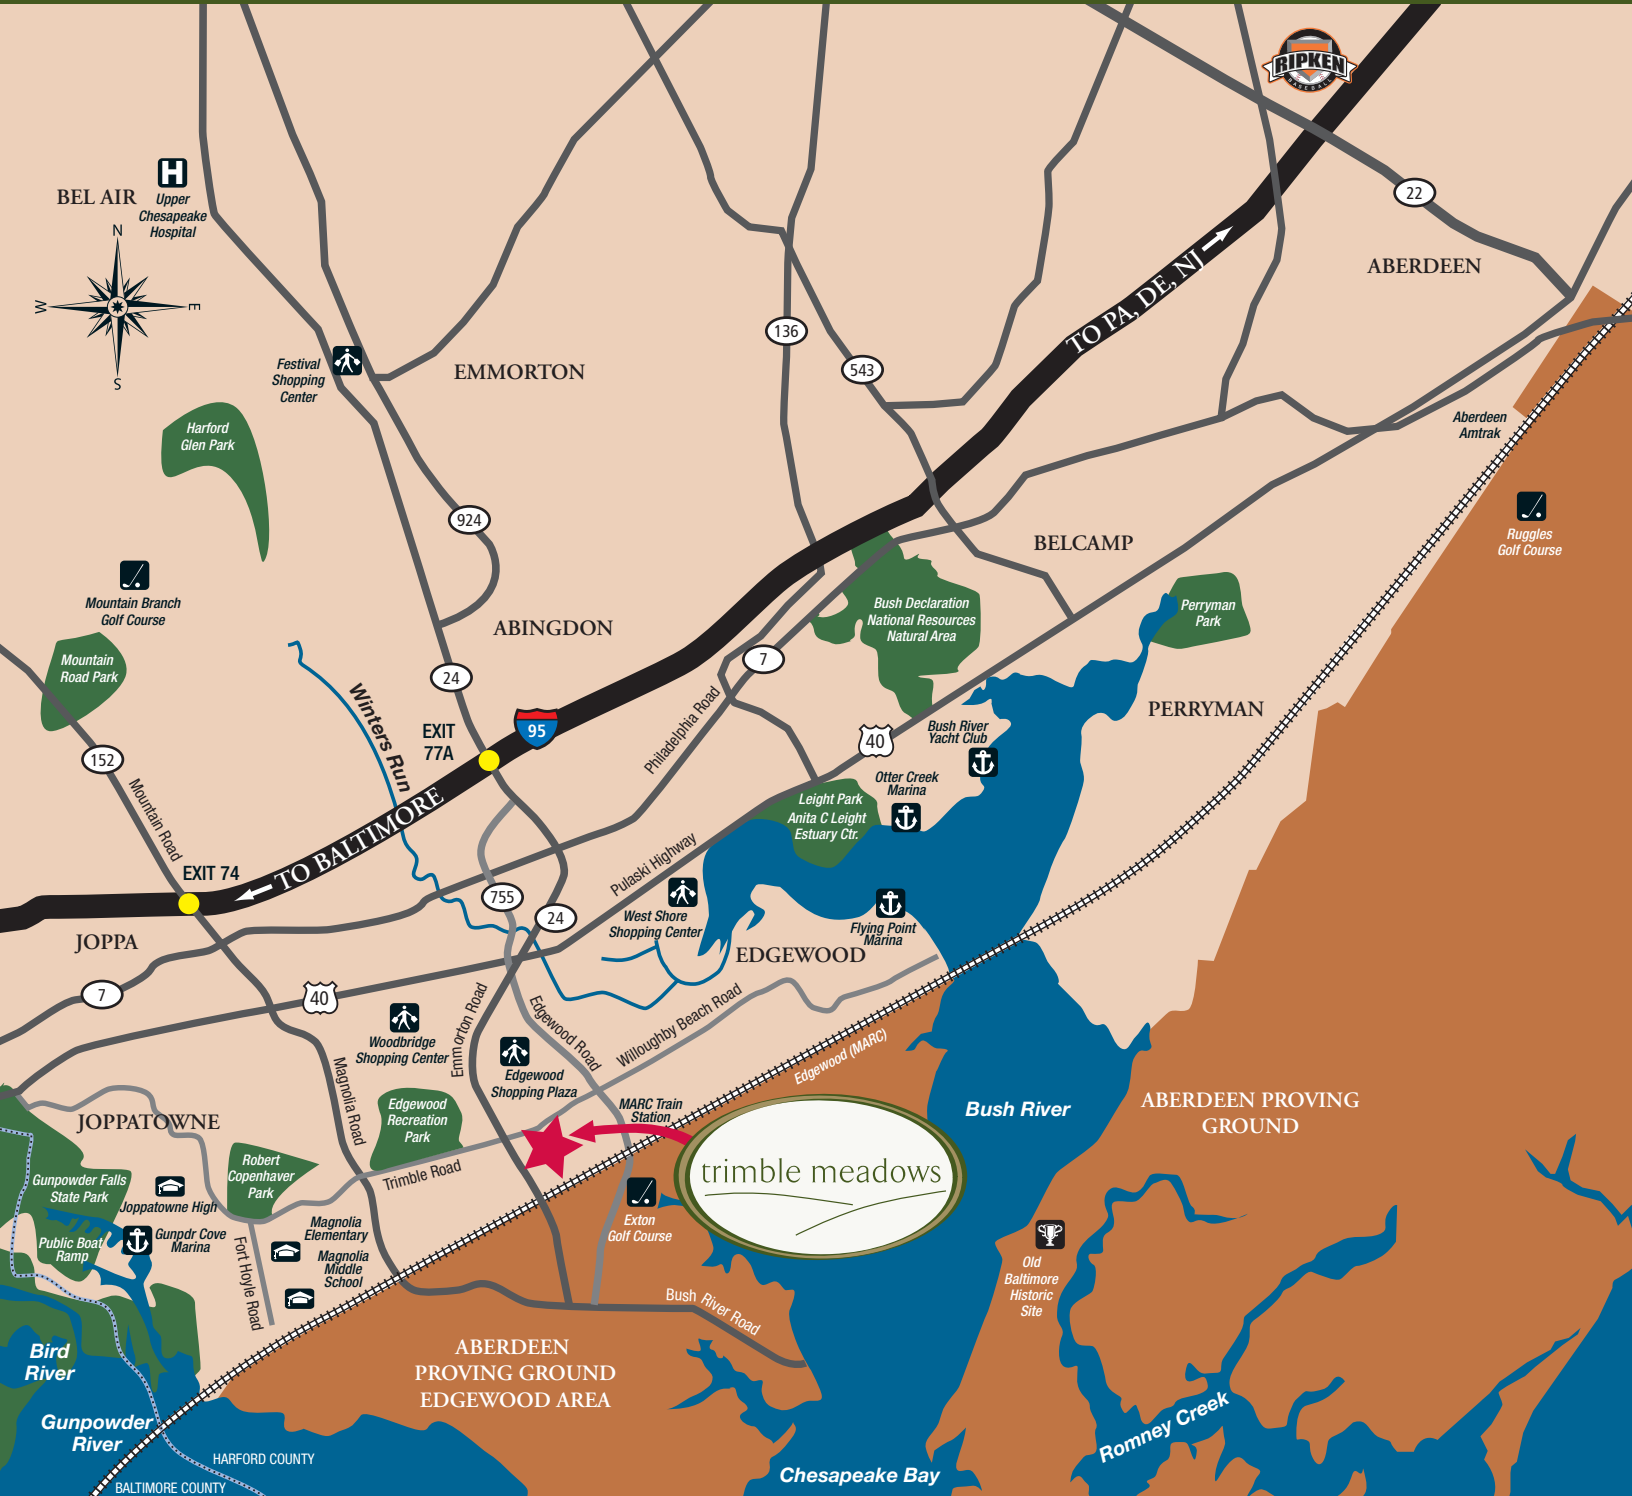 RIPKEN
BASEBALL
BEL AIR
Upper
Chesapeake
Hospital
N
W
E
S
22
ABERDEEN
TO PA, DE, NJ
136
543
Festival
Shopping
Center
EMMORTON
Harford
Glen Park
Aberdeen
Amtrak
924
Ruggles
Golf Course
BELCAMP
Mountain Branch
Golf Course
Bush Declaration
National Resources
Natural Area
Perryman
Park
ABINGDON
Mountain
Road Park
7
24
Winters Run
Philadelphia Road
PERRYMAN
EXIT
77A
95
40
Bush River
Yacht Club
152
Mountain Road
Otter Creek
Marina
Leight Park
Anita C Leight
Estuary Ctr.
TO BALTIMORE
EXIT 74
Pulaski Highway
755
24
West Shore
Shopping Center
Flying Point
Marina
JOPPA
EDGEWOOD
7
40
Emmorton Road
Edgewood Road
Willoughby Beach Road
Woodbridge
Shopping Center
Edgewood (MARC)
Edgewood
Shopping Plaza
Magnolia Road
MARC Train
Station
Edgewood
Recreation
Park
JOPPATOWNE
Bush River
ABERDEEN PROVING
GROUND
Robert
Copenhaver
Park
Trimble Road
trimble meadows
Gunpowder Falls
State Park
Joppatowne High
Exton
Golf Course
Magnolia
Elementary
Gunpdr Cove
Marina
Public Boat
Ramp
Magnolia
Middle
School
Fort Hoyle Road
Old
Baltimore
Historic
Site
Bush River Road
Bird
River
ABERDEEN
PROVING GROUND
EDGEWOOD AREA
Gunpowder
River
Romney Creek
HARFORD COUNTY
BALTIMORE COUNTY
Chesapeake Bay